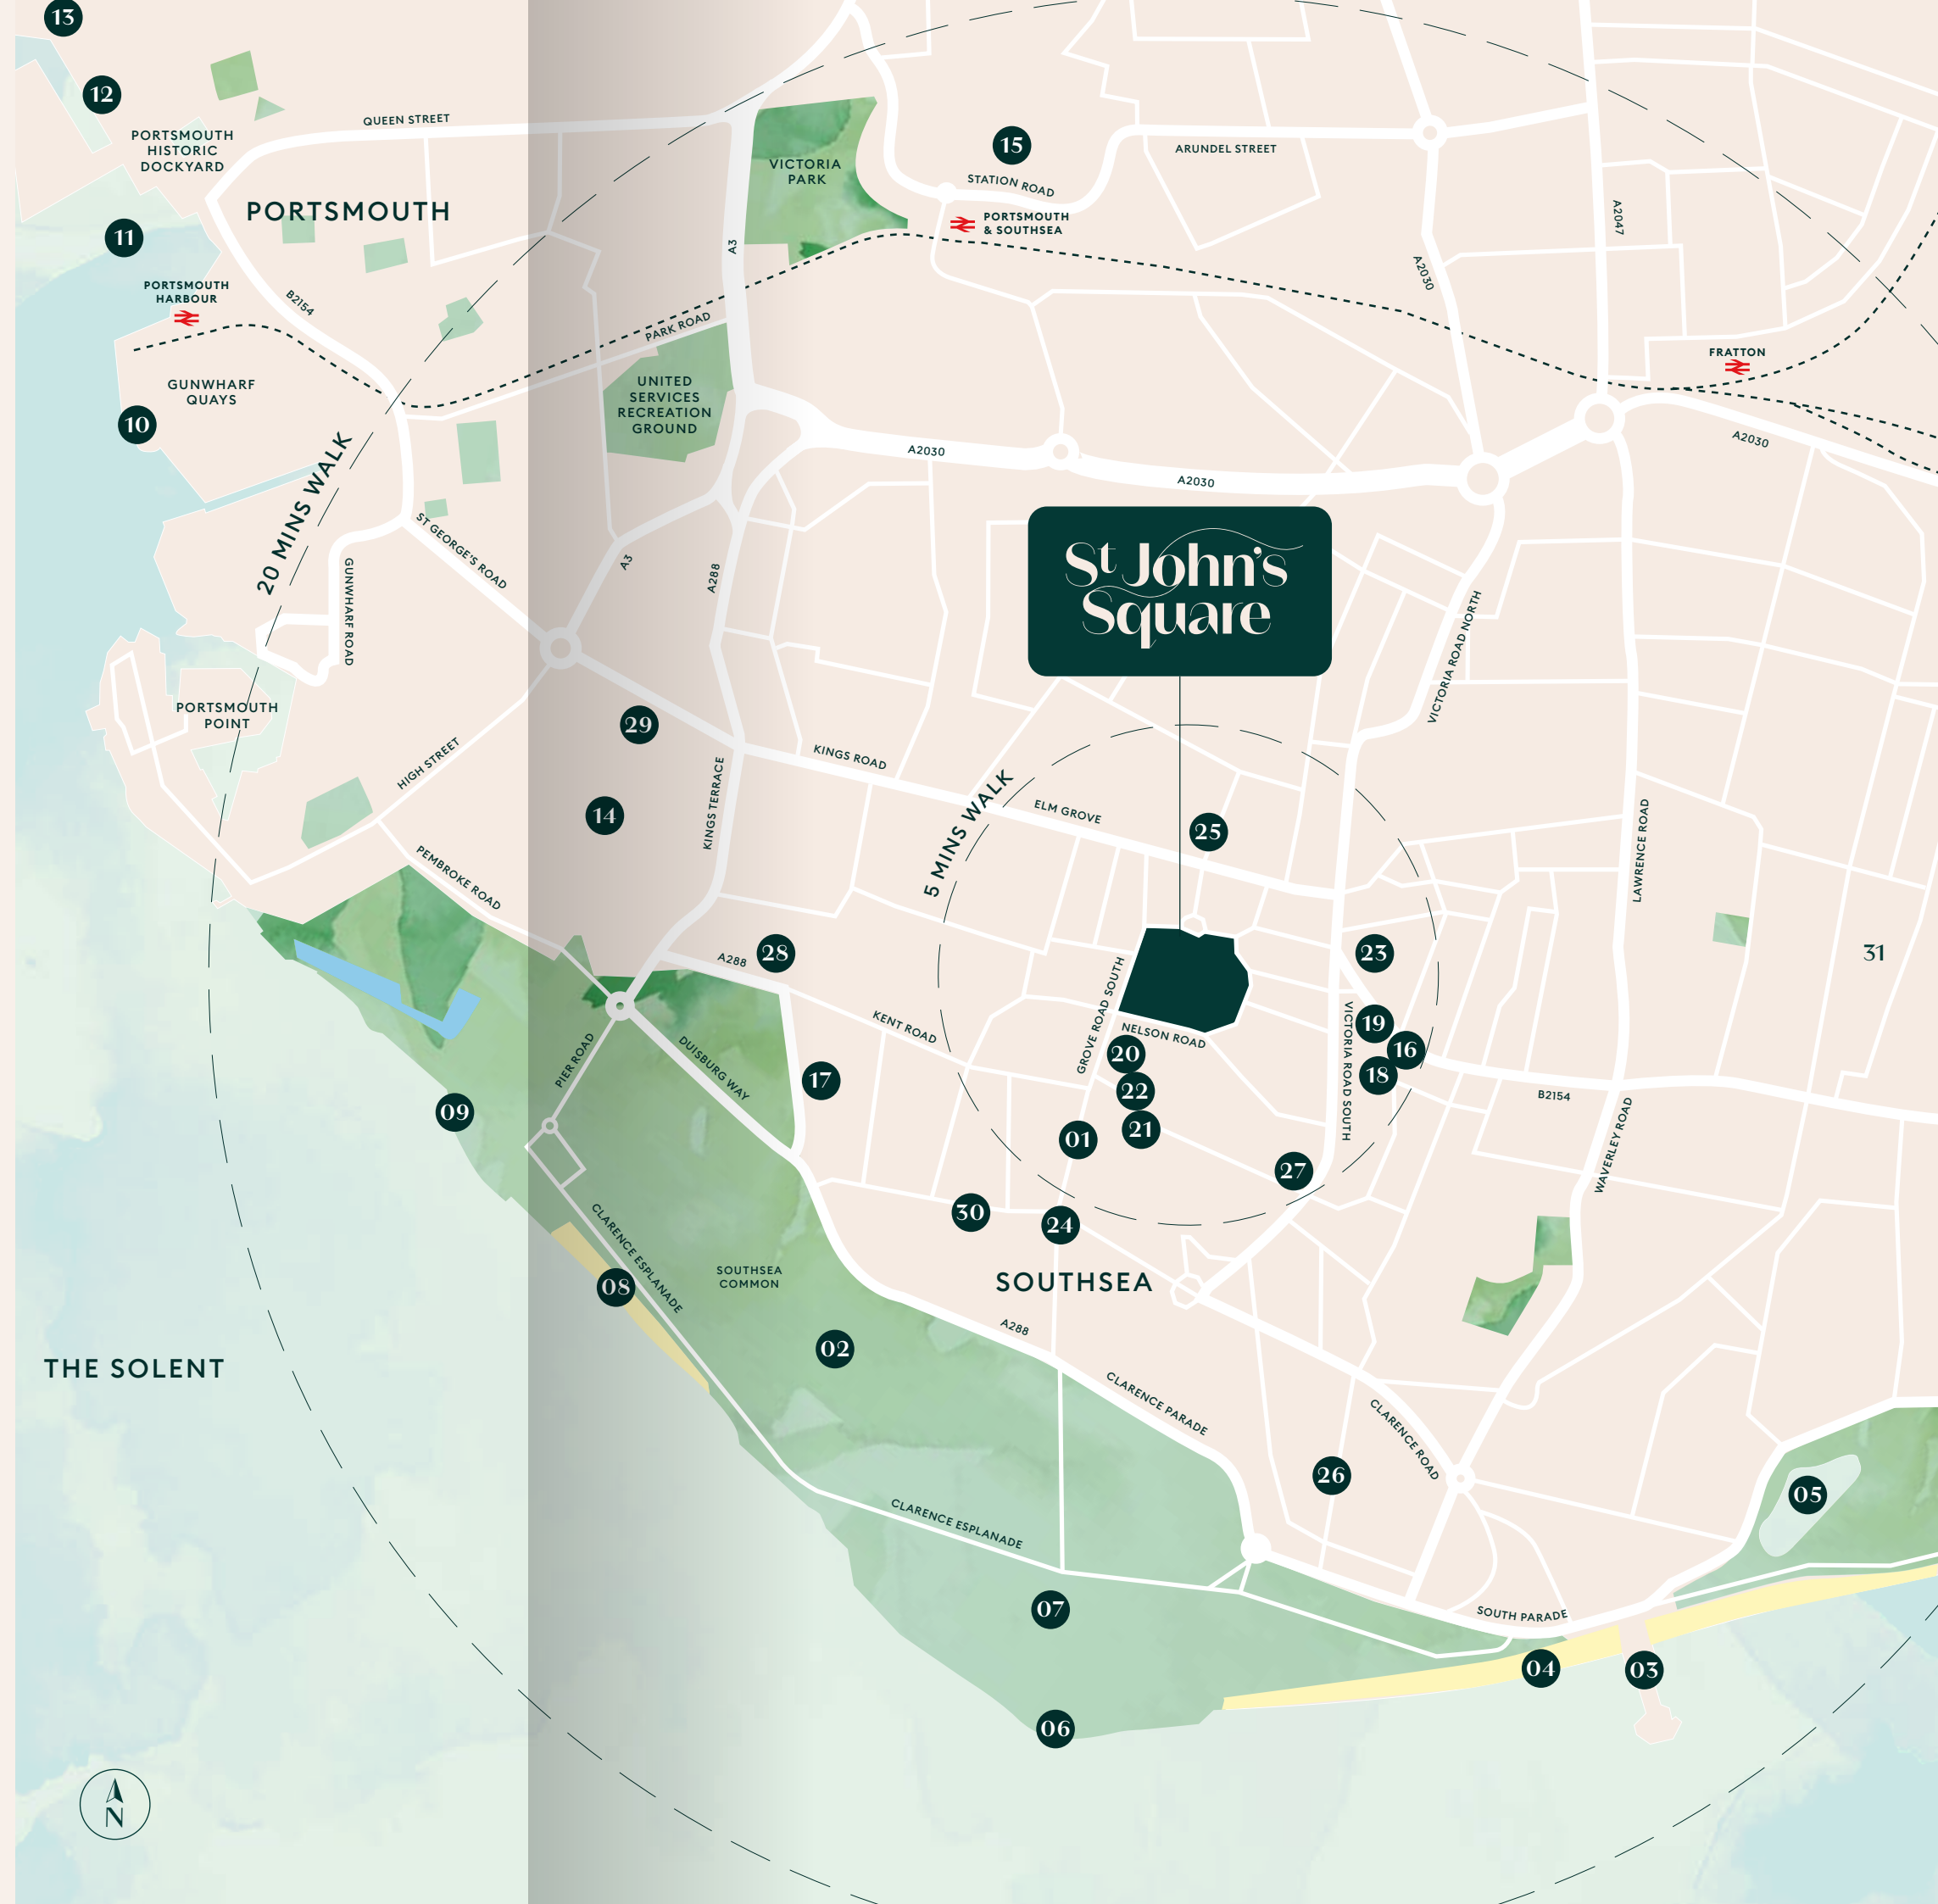 13
12
PORTSMOUTH
HISTORIC
DOCKYARD
QUEEN STREET
VICTORIA
PARK
15
STATION ROAD
ARUNDEL STREET
PORTSMOUTH
11
PORTSMOUTH
& SOUTHSEA
A3
A2047
A2030
PORTSMOUTH
HARBOUR
B2154
PARK ROAD
FRATTON
GUNWHARF
QUAYS
10
UNITED
SERVICES
RECREATION
GROUND
A2030
A2030
A2030
20 MINS WALK
ST GEORGE'S ROAD
GUNWHARF ROAD
A3
A288
St John's
Square
VICTORIA ROAD NORTH
PORTSMOUTH
POINT
29
HIGH STREET
KINGS ROAD
14
KINGS TERRACE
5 MINS WALK
ELM GROVE
25
LAWRENCE ROAD
PEMBROKE ROAD
A288
28
23
31
GROVE ROAD SOUTH
KENT ROAD
NELSON ROAD
VICTORIA ROAD SOUTH
19
20
16
18
PIER ROAD
DUISBURG WAY
17
22
B2154
09
21
01
WAVERLEY ROAD
27
30
24
CLARENCE ESPLANADE
SOUTHSEA
COMMON
08
SOUTHSEA
A288
02
THE SOLENT
CLARENCE PARADE
CLARENCE ROAD
26
05
CLARENCE ESPLANADE
07
SOUTH PARADE
04
03
06
N